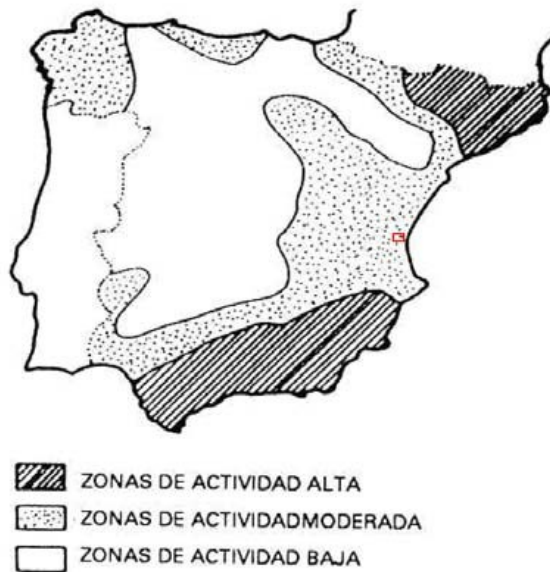 ZONAS DE ACTIVIDAD ALTA
ZONAS DE ACTIVIDADMODERADA
ZONAS DE ACTIVIDAD BAJA